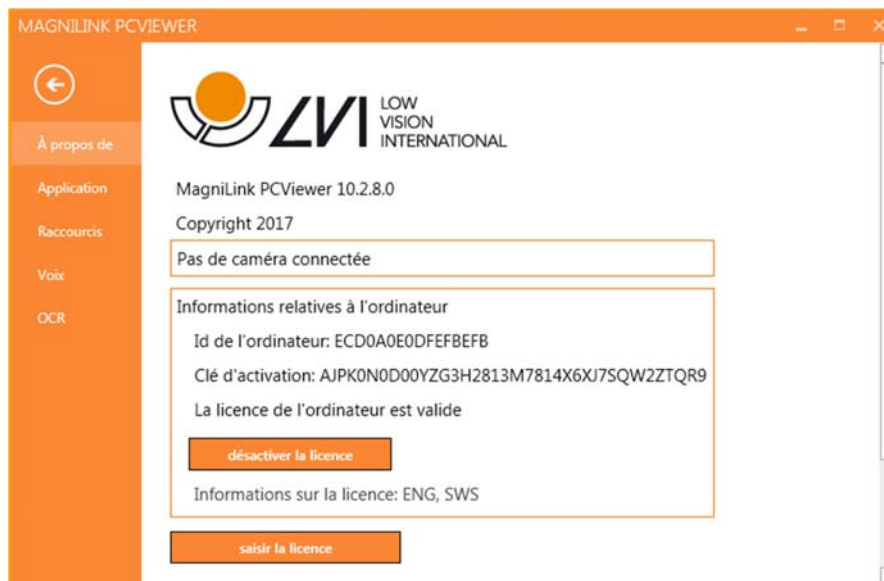 MAGNILINK PCVIEWER
À propos de
Application
Raccourcis
Voix
OCR
LVI
LOW
VISION
INTERNATIONAL
MagniLink PCViewer 10.2.8.0
Copyright 2017
Pas de caméra connectée
Informations relatives à l'ordinateur
Id de l'ordinateur: ECD0A0E0DFEFBEFB
Clé d'activation: AJPK0N0D00YZG3H2813M7814X6XJ7SQW2ZTQR9
La licence de l'ordinateur est valide
désactiver la licence
Informations sur la licence: ENG, SWS
saisir la licence